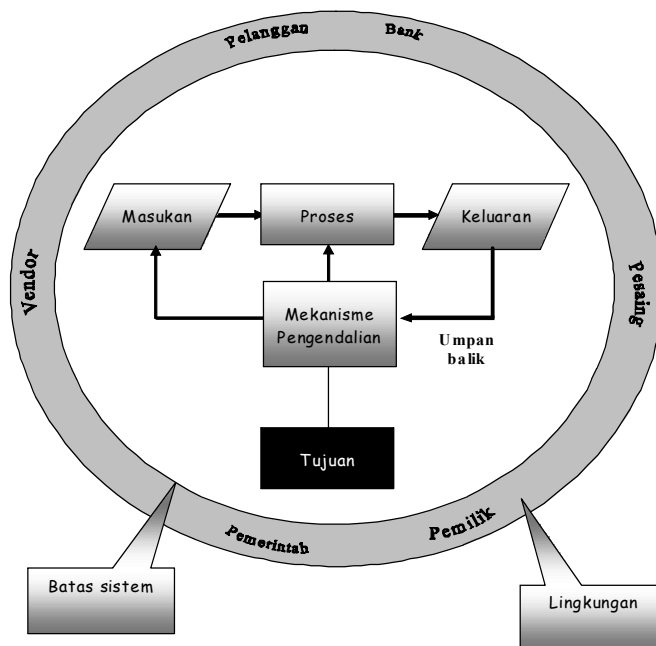 Pelanggan
Bank
Masukan
Proses
Keluaran
Vendor
Pesaing
Mekanisme
Pengendalian
Umpan
balik
Tujuan
Pemerintah
Pemilik
Batas sistem
Lingkungan